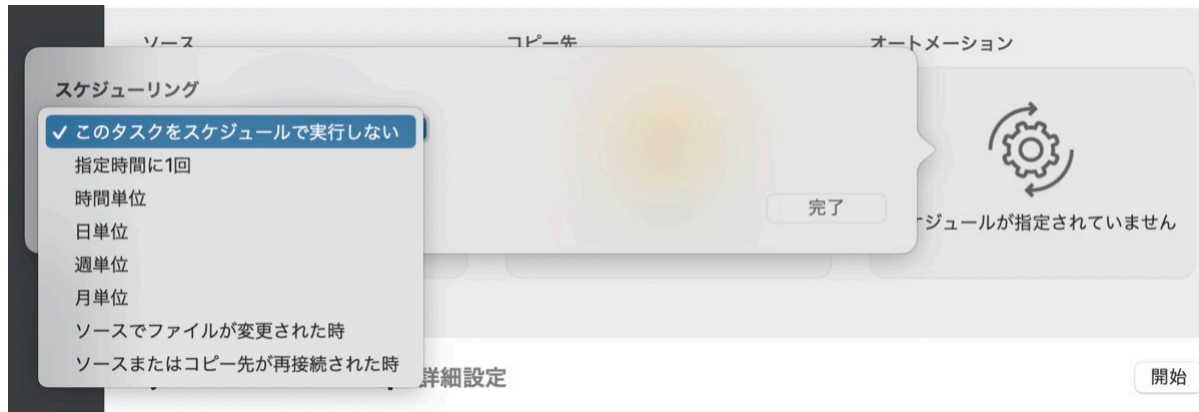 ソース
コピー先
オートメーション
スケジューリング
このタスクをスケジュールで実行しない
指定時間に1回
時間単位
日単位
週単位
月単位
ソースでファイルが変更された時
ソースまたはコピー先が再接続された時
完了
ジュールが指定されていません
詳細設定
開始